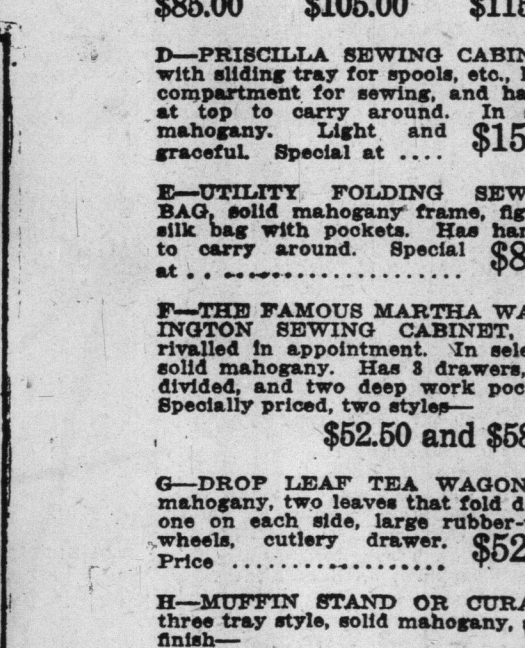 $85.00 $105.00 $115
D—PRISCILLA SEWING CABIN
with sliding tray for spools, etc.,
compartment for sewing, and ha
at top to carry around. In
mahogany. Light and $15
graceful. Special at ....
E—UTILITY FOLDING SEW
BAG, solid mahogany frame, fig
silk bag with pockets. Has han
to carry around. Special $8
at ......................
F—THE FAMOUS MARTHA WA
INGTON SEWING CABINET,
rivalled in appointment. In sele
solid mahogany. Has 3 drawers,
divided, and two deep work poc
Specially priced, two styles—
$52.50 and $58
G—DROP LEAF TEA WAGON
mahogany, two leaves that fold d
one on each side, large rubber-
wheels, cutlery drawer. $52
Price ....................
H—MUFFIN STAND OR CURA
three tray style, solid mahogany,
finish—